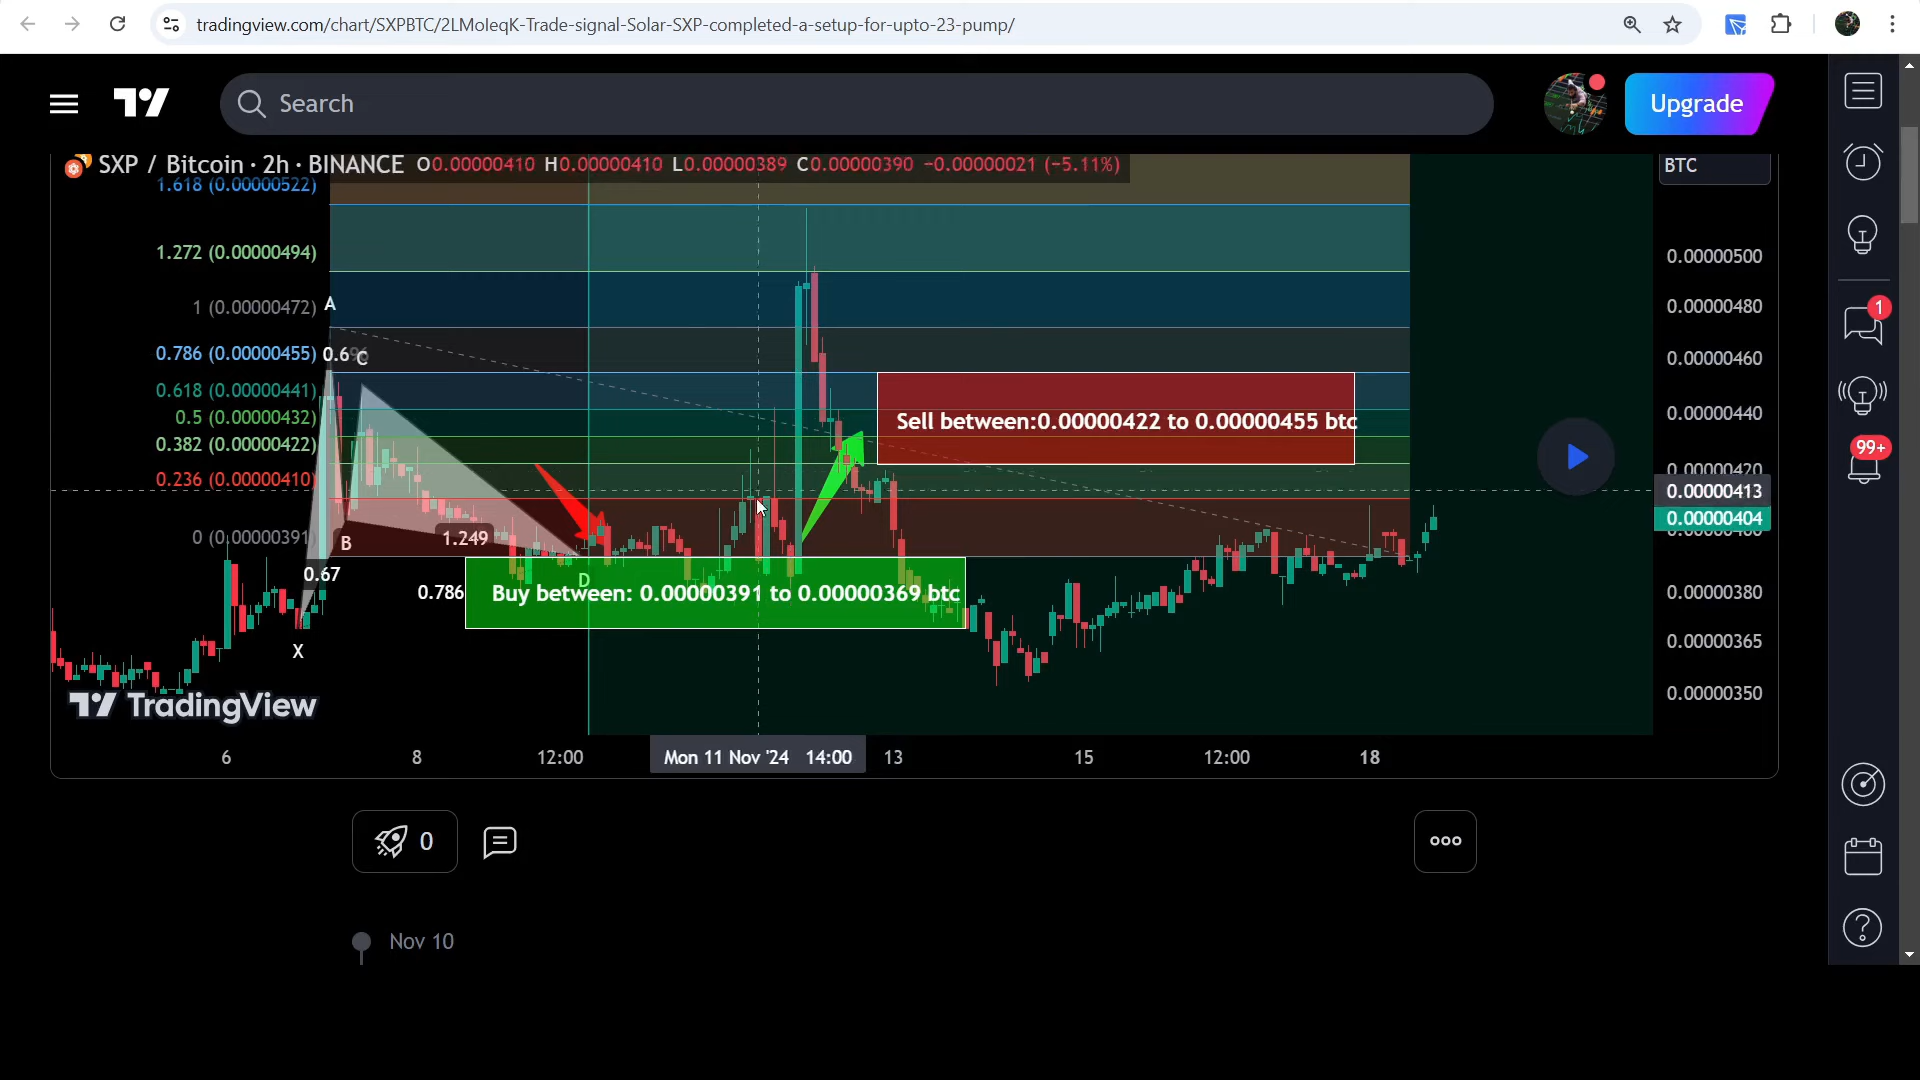 tradingview.com/chart/SXPBTC/2LMoIeqK-Trade-signal-Solar-SXP-completed-a-setup-for-upto-23-pump/
Search
Upgrade
SXP / Bitcoin · 2h · BINANCE O0.00000410 H0.00000410 L0.00000389 C0.00000390 −0.00000021 (−5.11%)
BTC
1.618 (0.00000522)
1.272 (0.00000494)
1 (0.00000472)
0.786 (0.00000455)
0.618 (0.00000441)
0.5 (0.00000432)
0.382 (0.00000422)
0.236 (0.00000410)
0 (0.00000391)
A
C
B
0.67
X
1.249
0.786
D
Sell between:0.00000422 to 0.00000455 btc
Buy between: 0.00000391 to 0.00000369 btc
0.00000500
0.00000480
0.00000460
0.00000440
0.00000420
0.00000413
0.00000404
0.00000380
0.00000365
0.00000350
1
99+
TradingView
6
8
12:00
Mon 11 Nov '24 14:00
13
15
12:00
18
0
Nov 10